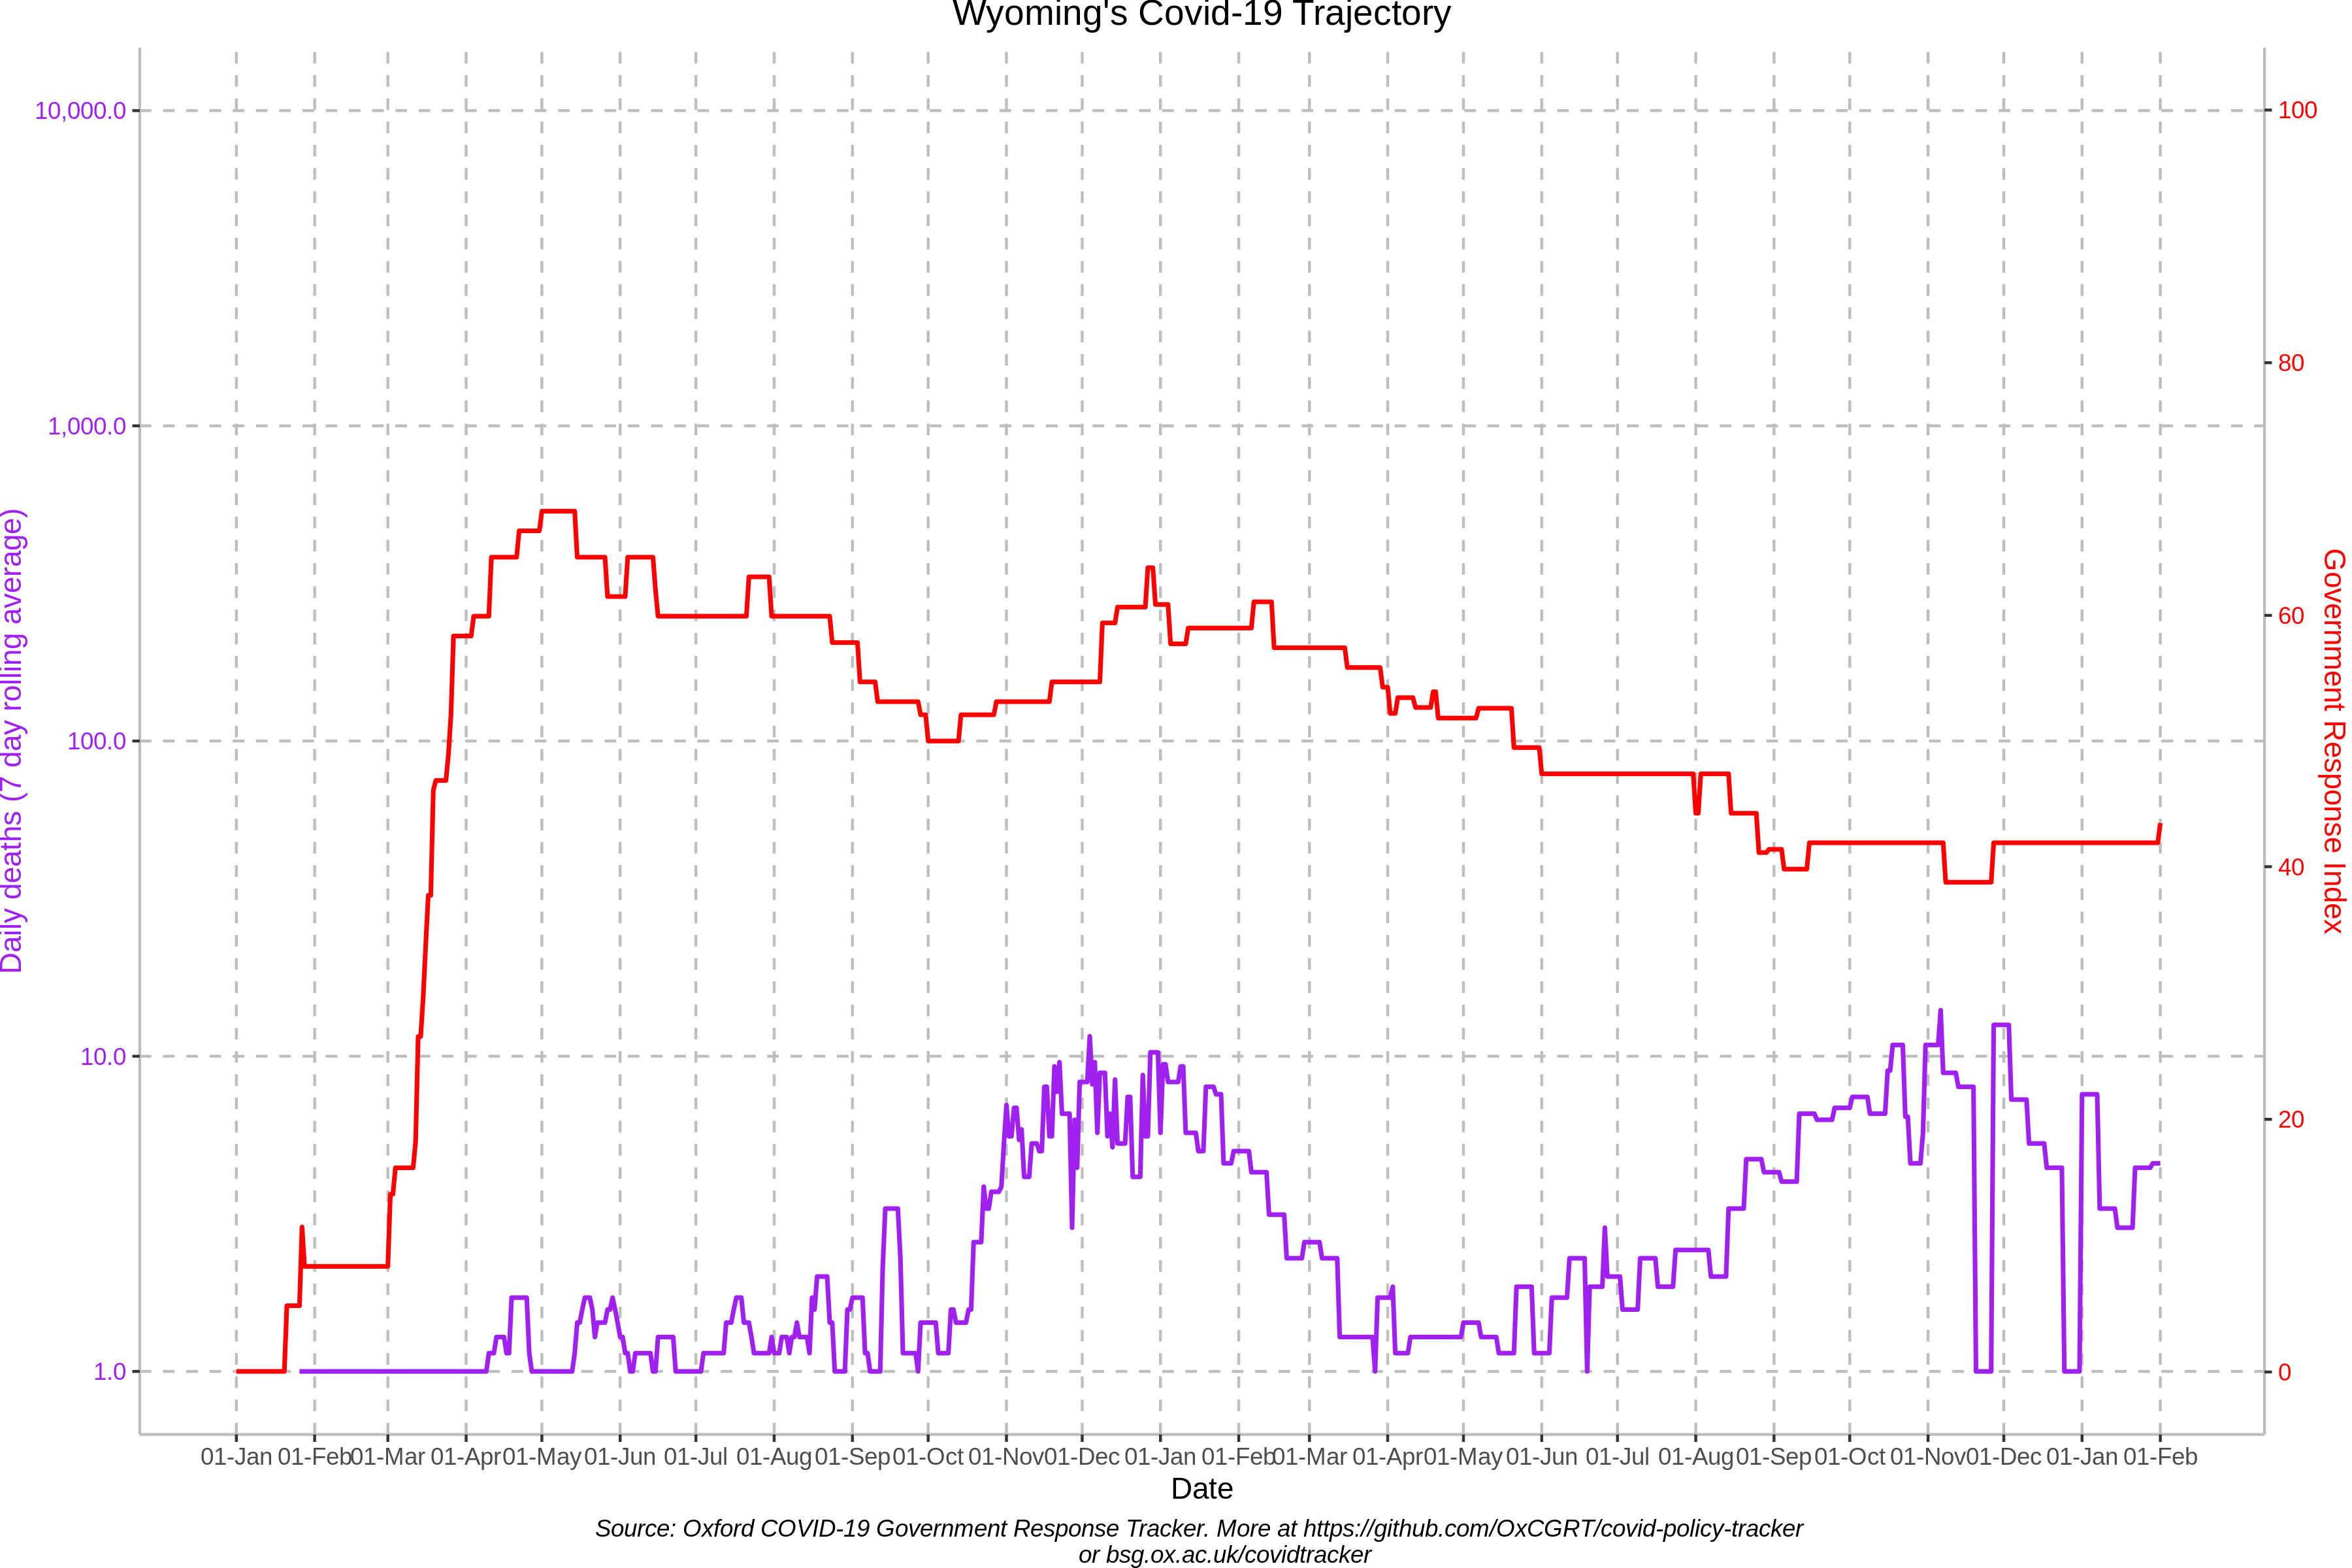 Wyoming's Covid-19 Trajectory
10,000.0
1,000.0
100.0
10.0
1.0
Daily deaths (7 day rolling average)
100
80
60
40
20
0
Government Response Index
01-Jan 01-Feb 01-Mar 01-Apr 01-May 01-Jun 01-Jul 01-Aug 01-Sep 01-Oct 01-Nov 01-Dec 01-Jan 01-Feb 01-Mar 01-Apr 01-May 01-Jun 01-Jul 01-Aug 01-Sep 01-Oct 01-Nov 01-Dec 01-Jan 01-Feb
Date
Source: Oxford COVID-19 Government Response Tracker. More at https://github.com/OxCGRT/covid-policy-tracker
or bsg.ox.ac.uk/covidtracker